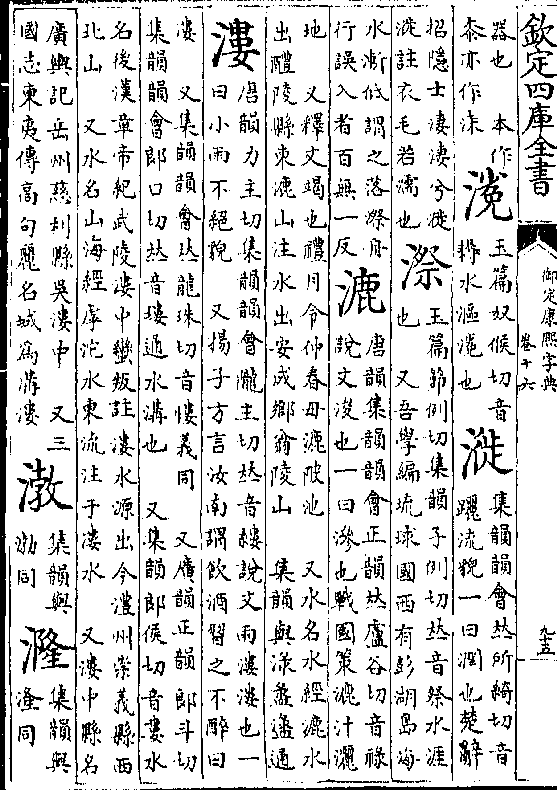 欽定四庫全書
御定康熙字典
卷十六
九五
器也　本作
桼亦作㳿
玉篇奴候切音
耨水漚也
漇
集韻韻會𠀤所綺切音
躧流貌一曰潤也楚辭
招隱士淒淒兮漇
漇註衣毛若濡也
漈
玉篇節例切集韻子例切𠀤音祭水涯
也　又吾學編琉球國西有彭湖島海
水漸低謂之落漈舟
行誤入者百無一反
漉
唐韻集韻韻會正韻𠀤盧谷切音祿
說文浚也一曰滲也戰國策漉汁灑
地　又釋文竭也禮月令仲春毋漉陂池　又水名水經漉水
出醴陵縣東漉山注水出安成鄉翁陵山　集韻與淥盝通
漊
唐韻力主切集韻韻會隴主切𠀤音縷說文雨漊漊也一
曰小雨不絕貌　又揚子方言汝南謂飲酒習之不醉曰
漊　又集韻韻會𠀤龍珠切音慺義同　又廣韻正韻郎斗切
集韻韻會郎口切𠀤音塿通水溝也　又集韻郎侯切音婁水
名後漢章帝紀武陵漊中蠻叛註漊水源出今澧州崇義縣西
北山　又水名山海經虖沱水東流注于漊水　又漊中縣名
廣輿記岳州慈利縣吳漊中　又三
國志東夷傳高句麗名城爲溝漊
漖
集韻與
滶同
漋
集韻與
湰同